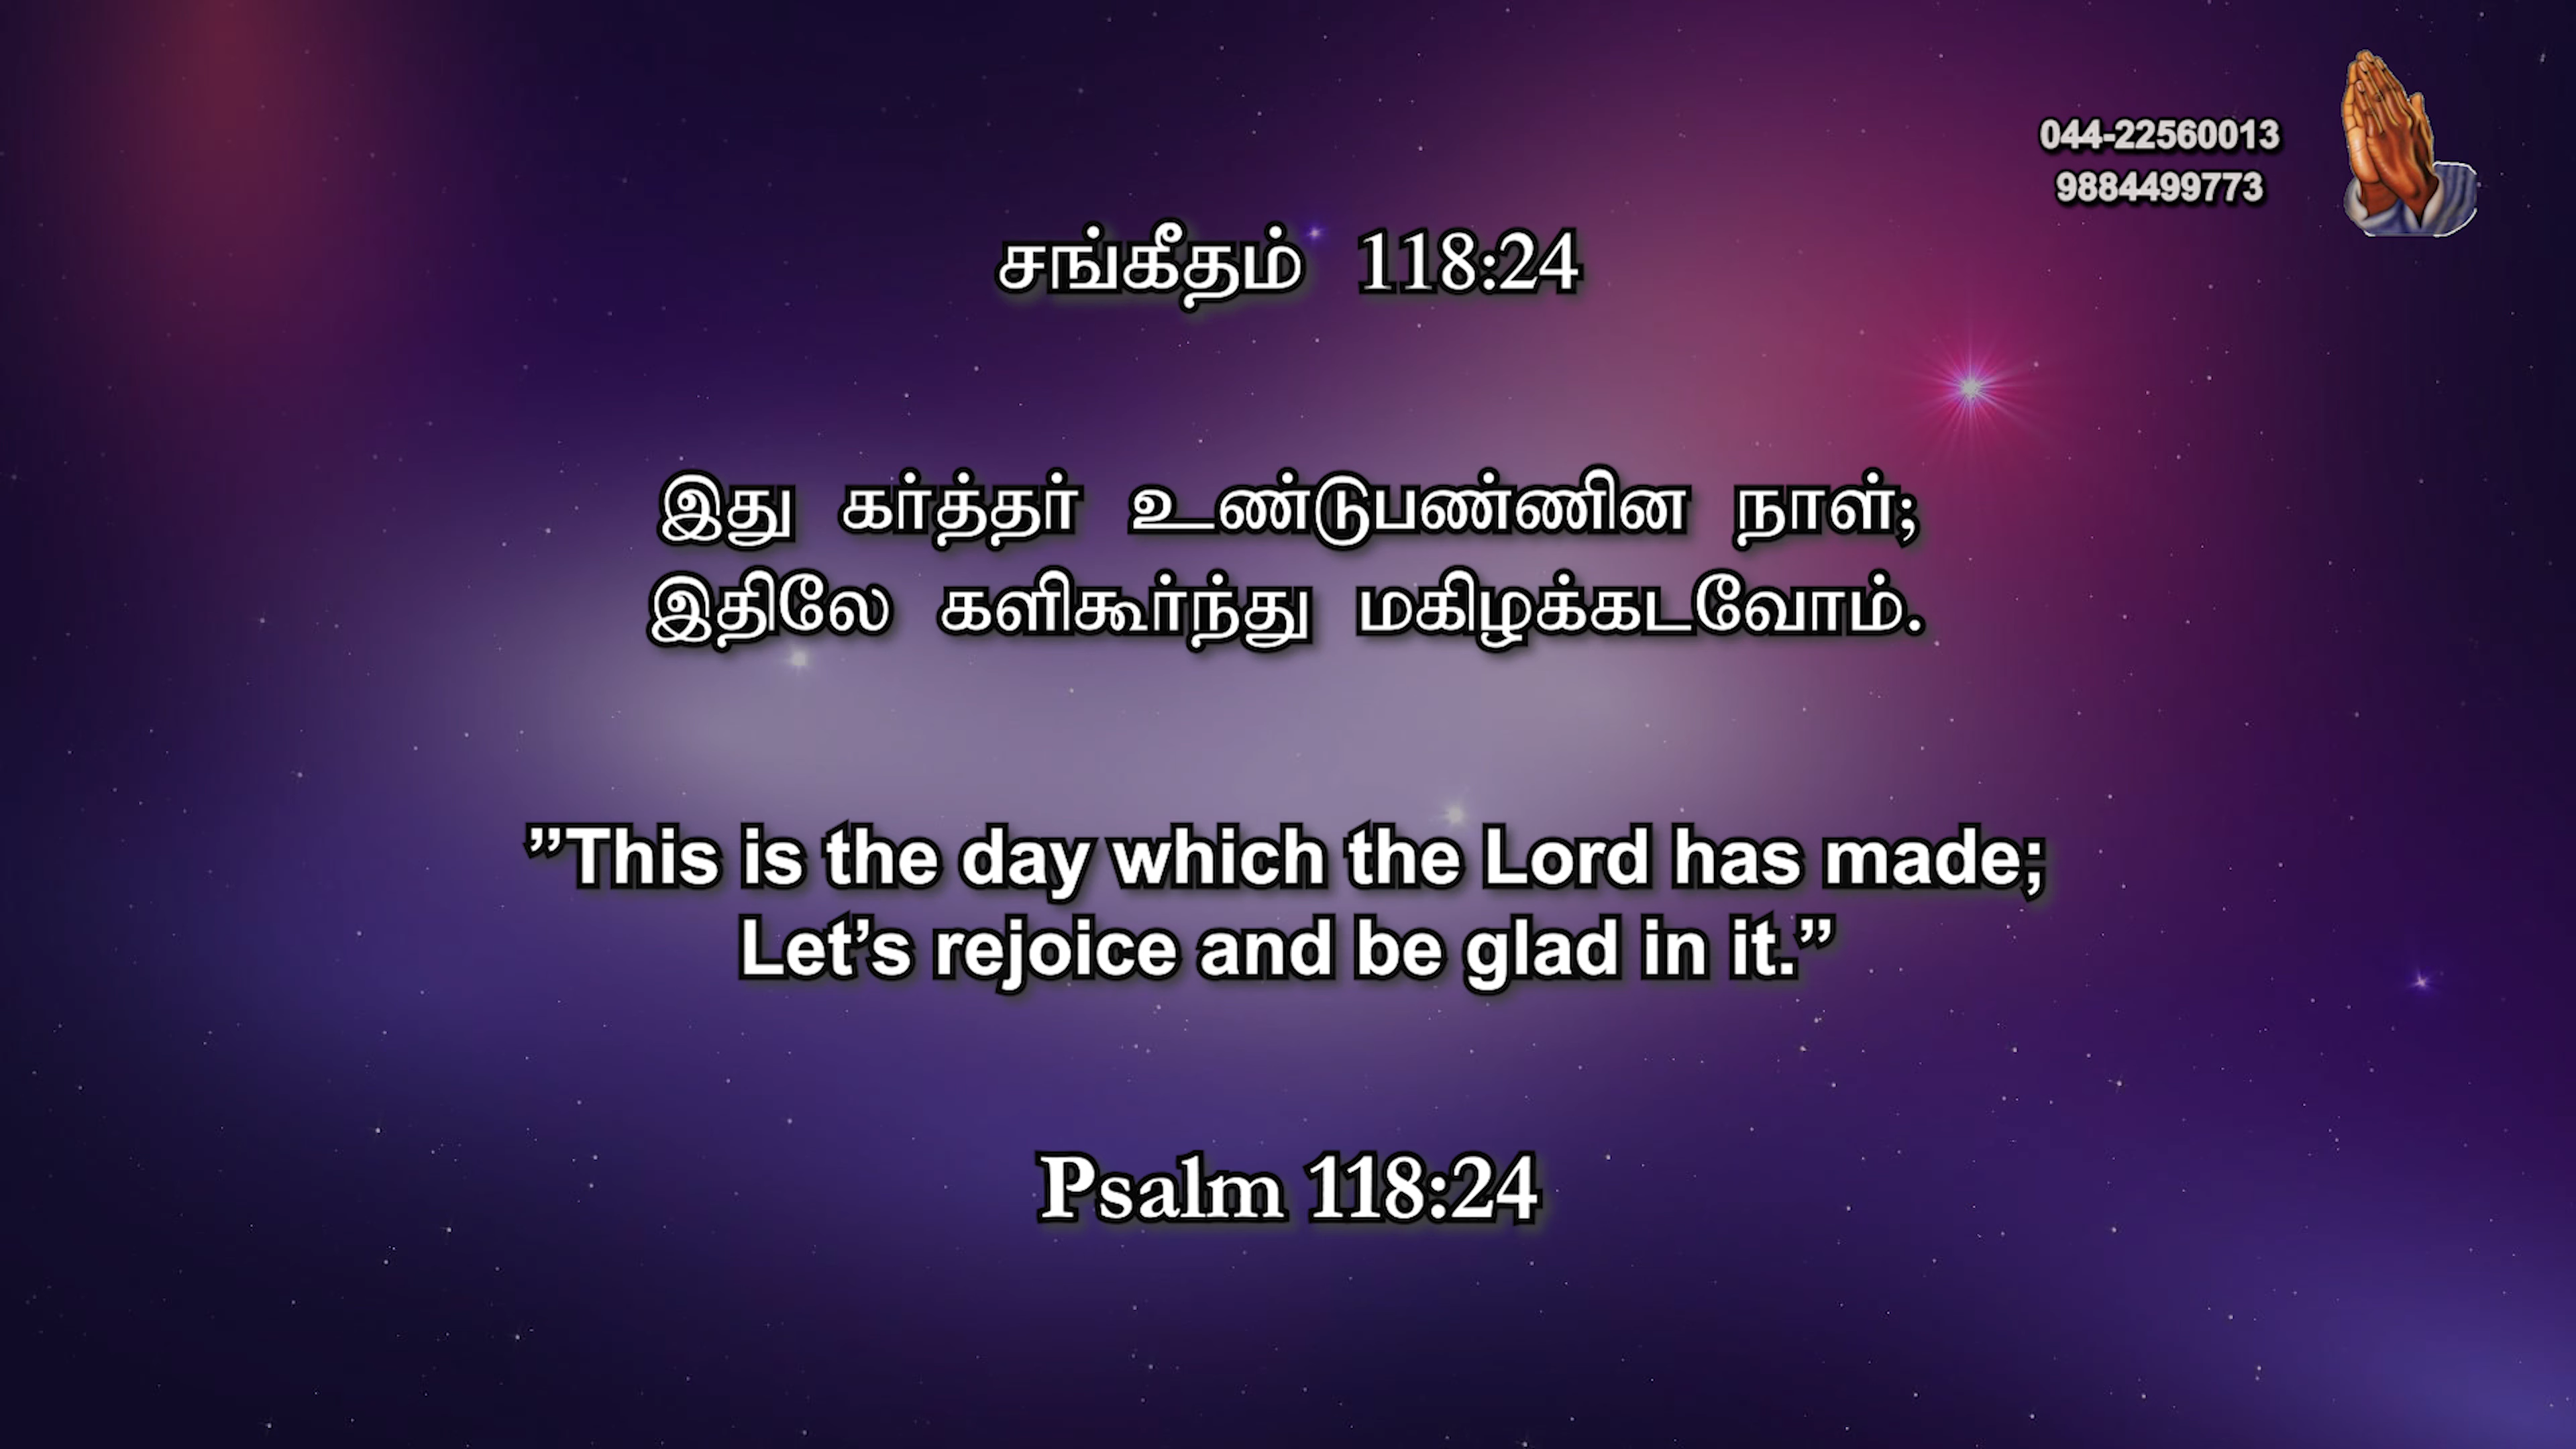 044-22560013
9884499773
சங்கீதம் 118:24
இது கர்த்தர் உண்டுபண்ணின நாள்;
இதிலே களிகூர்ந்து மகிழக்கடவோம்.
”This is the day which the Lord has made;
Let’s rejoice and be glad in it.”
Psalm 118:24